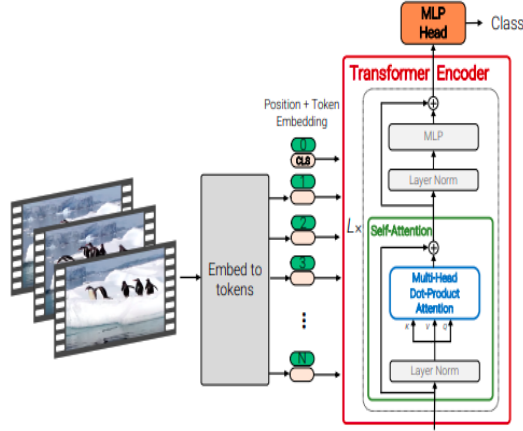 MLP
Head
Class
Transformer Encoder
Position + Token
Embedding
MLP
0
CLS
1
Layer Norm
2
L×
Self-Attention
3
Embed to
tokens
Multi-Head
Dot-Product
Attention
K V Q
N
Layer Norm